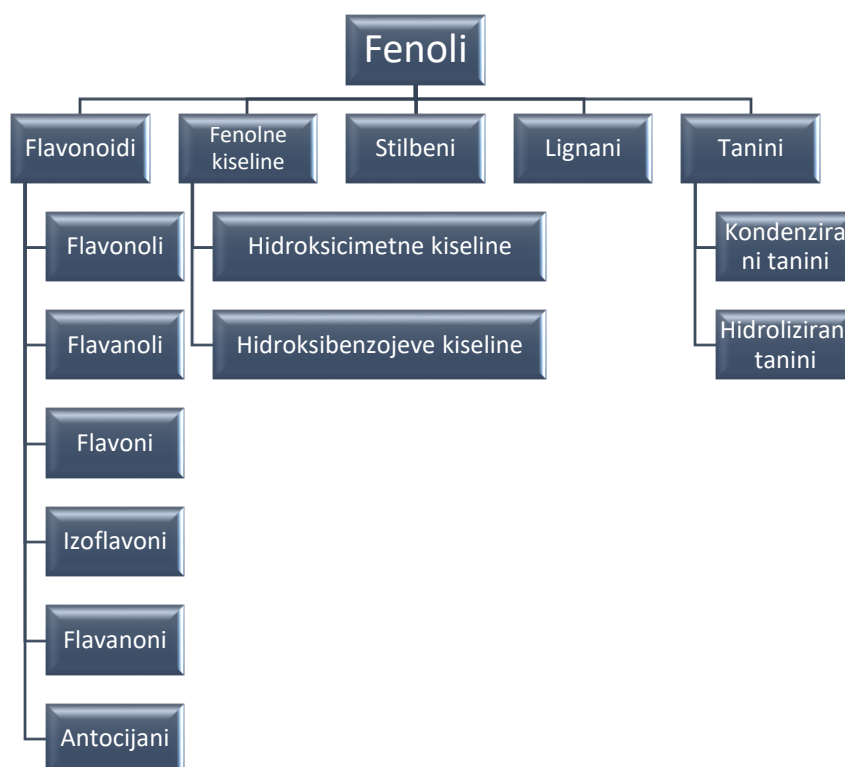 Fenoli
Flavonoidi
Fenolne
kiseline
Stilbeni
Lignani
Tanini
Flavonoli
Flavanoli
Flavoni
Izoflavoni
Flavanoni
Antocijani
Hidroksicimetne kiseline
Hidroksibenzojeve kiseline
Kondenzira
ni tanini
Hidroliziran
tanini